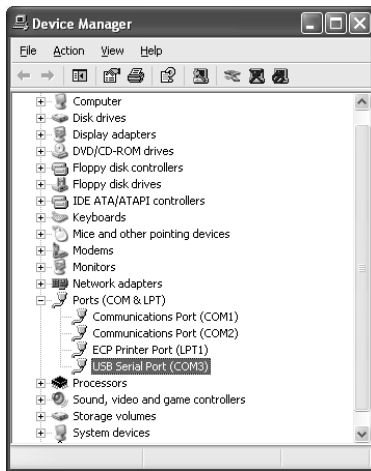 Device Manager
File Action View Help
Computer
Disk drives
Display adapters
DVD/CD-ROM drives
Floppy disk controllers
Floppy disk drives
IDE ATA/ATAPI controllers
Keyboards
Mice and other pointing devices
Modems
Monitors
Network adapters
Ports (COM & LPT)
Communications Port (COM1)
Communications Port (COM2)
ECP Printer Port (LPT1)
USB Serial Port (COM3)
Processors
Sound, video and game controllers
Storage volumes
System devices